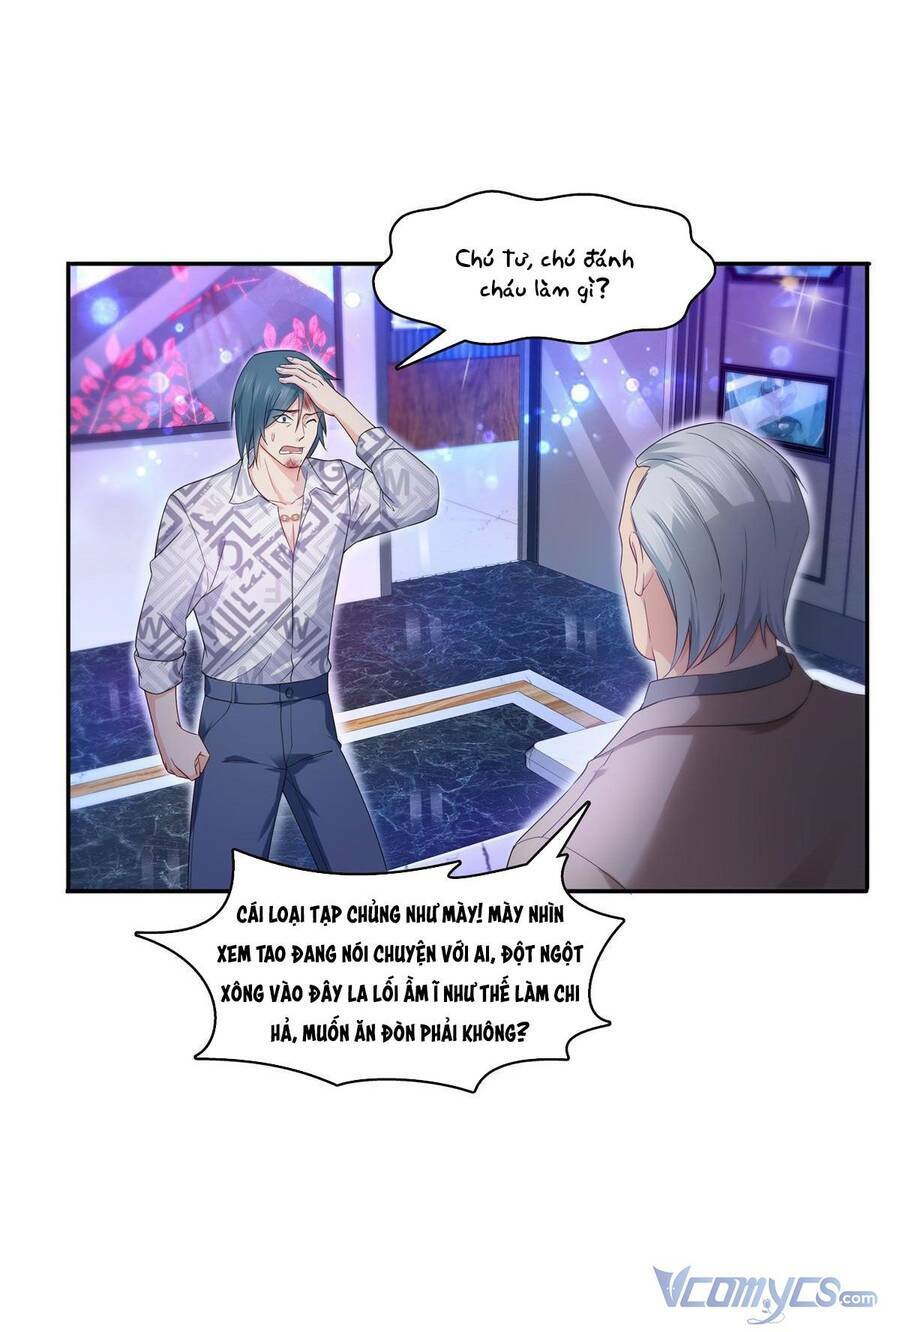 Chú Tư, chú đánh
cháu làm gì?
CÁI LOẠI TẠP CHỦNG NHƯ MÀY! MÀY NHÌN
XEM TAO ĐANG NÓI CHUYỆN VỚI AI, ĐỘT NGỘT
XÔNG VÀO ĐÂY LA LỐI ẦM Ĩ NHƯ THẾ LÀM CHI
HẢ, MUỐN ĂN ĐÒN PHẢI KHÔNG?
VCOMYCS.com